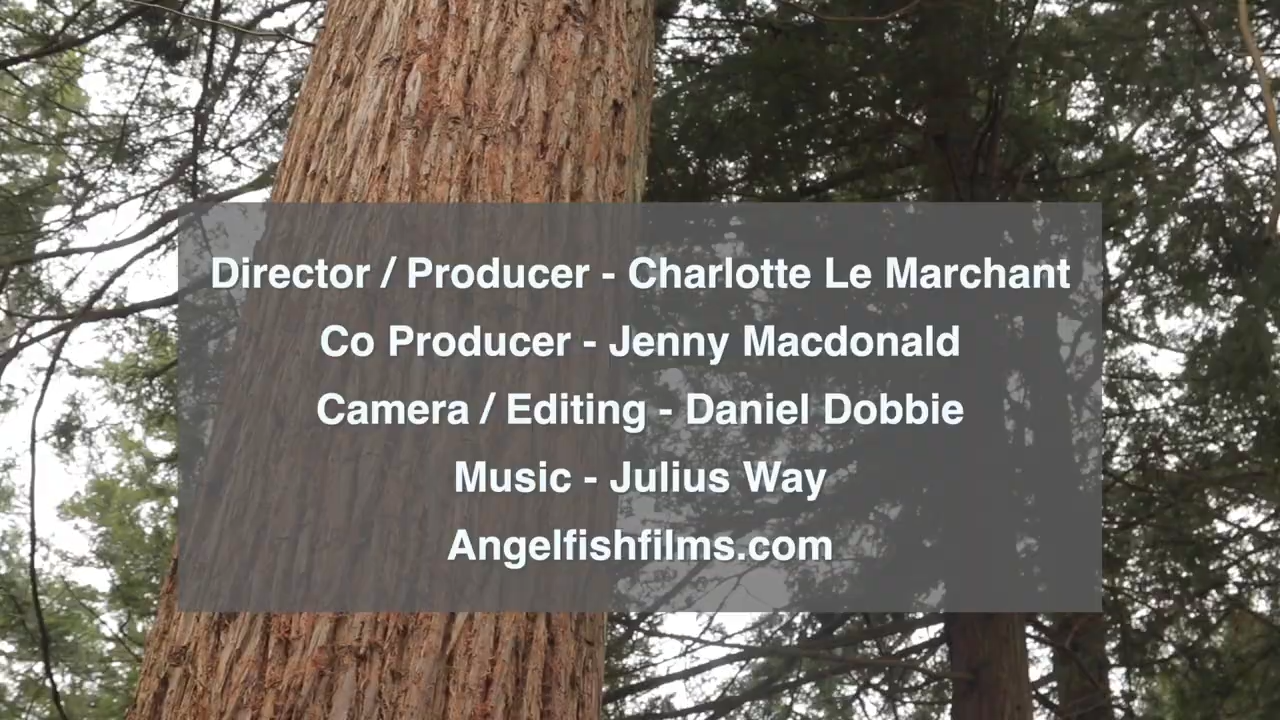 Director / Producer - Charlotte Le Marchant
Co Producer - Jenny Macdonald
Camera / Editing - Daniel Dobbie
Music - Julius Way
Angelfishfilms.com